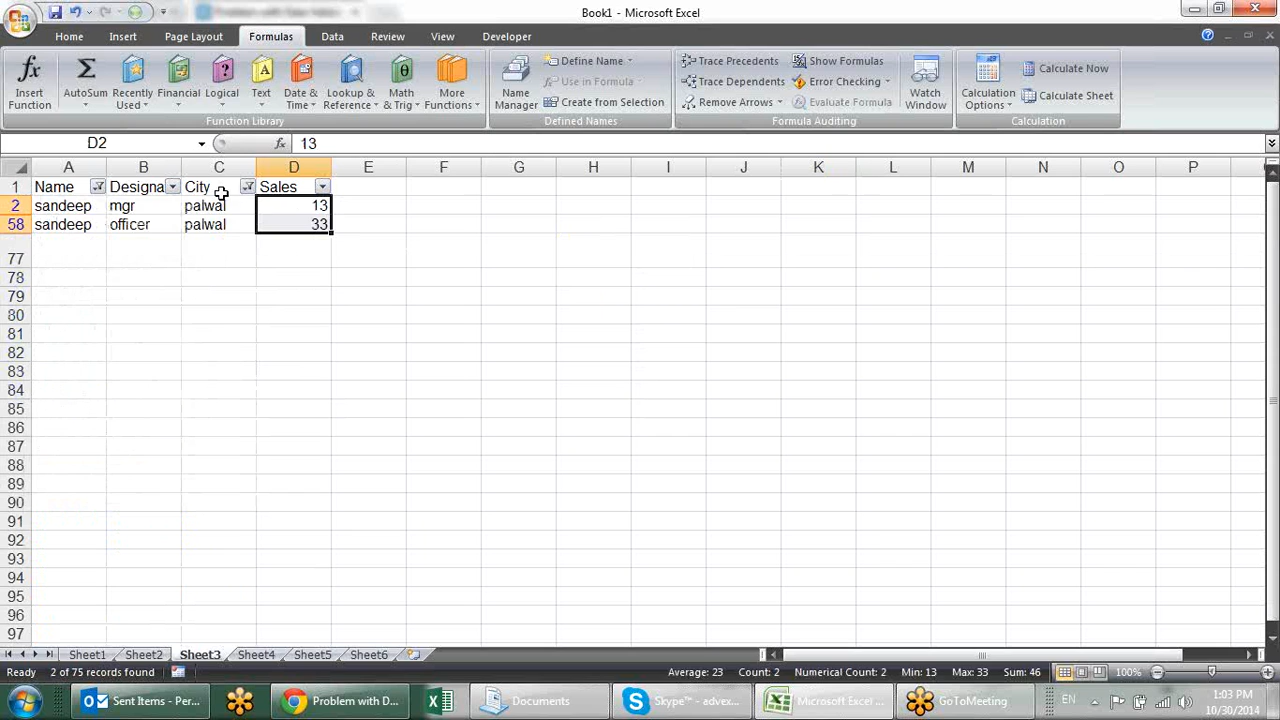 Book1 - Microsoft Excel
Home Insert Page Layout Formulas Data Review View Developer
Insert Function
AutoSum
Recently Used
Financial
Logical
Text
Date & Time
Lookup & Reference
Math & Trig
More Functions
Function Library
Name Manager
Define Name
Use in Formula
Create from Selection
Defined Names
Trace Precedents
Trace Dependents
Remove Arrows
Show Formulas
Error Checking
Evaluate Formula
Formula Auditing
Watch Window
Calculation Options
Calculate Now
Calculate Sheet
Calculation
D2 fx 13
A B C D E F G H I J K L M N O P
1 Name Designa City Sales
2 sandeep mgr palwal 13
58 sandeep officer palwal 33
77
78
79
80
81
82
83
84
85
86
87
88
89
90
91
92
93
94
95
96
97
Sheet1 Sheet2 Sheet3 Sheet4 Sheet5 Sheet6
Ready 2 of 75 records found Average: 23 Count: 2 Numerical Count: 2 Min: 13 Max: 33 Sum: 46 100%
Sent Items - Per... Problem with D... Documents Skype™ - advex... Microsoft Excel ... GoToMeeting EN 1:03 PM
10/30/2014